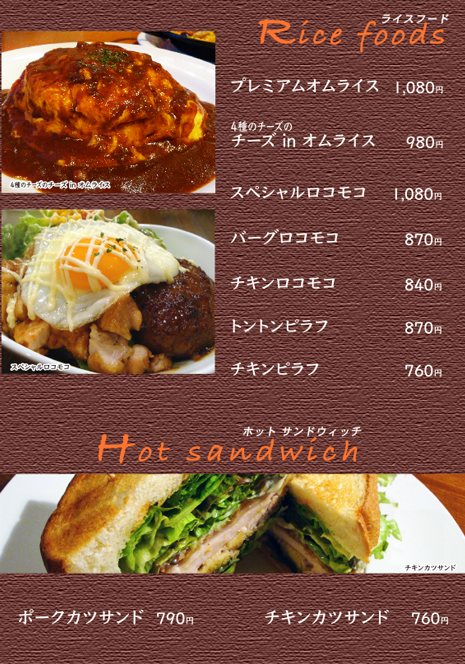 ライスフード
Rice foods
プレミアムオムライス 1,080円
4種のチーズの
チーズ in オムライス 980円
4種のチーズのチーズ in オムライス
スペシャルロコモコ 1,080円
バーグロコモコ 870円
チキンロコモコ 840円
トントンピラフ 870円
チキンピラフ 760円
スペシャルロコモコ
ホット サンドウィッチ
Hot sandwich
チキンカツサンド
ポークカツサンド 790円 チキンカツサンド 760円